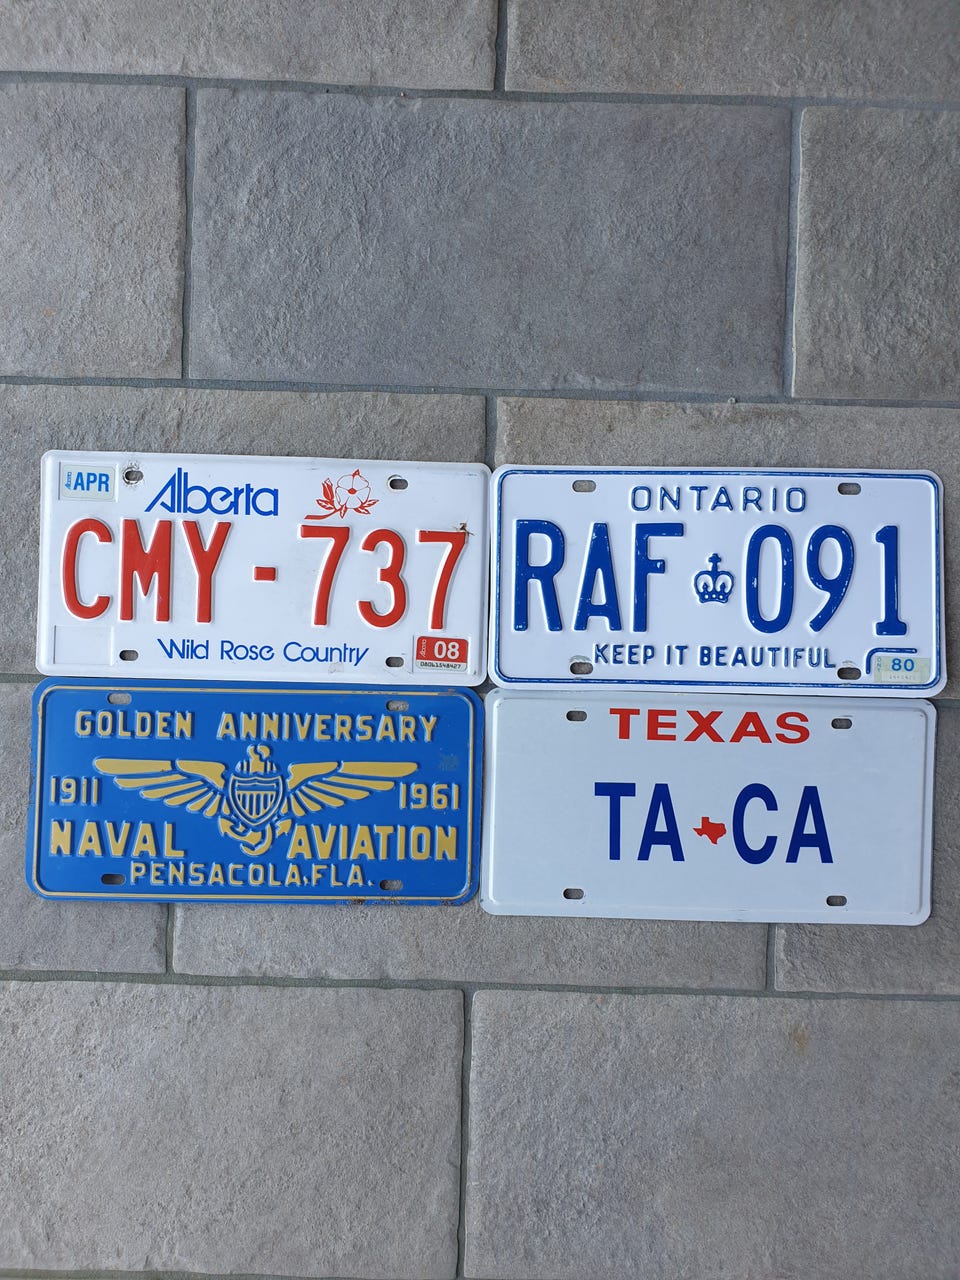 APR
Alberta
CMY - 737
Wild Rose Country
08
ONTARIO
RAF 091
KEEP IT BEAUTIFUL
80
GOLDEN ANNIVERSARY
1911 1961
NAVAL AVIATION
PENSACOLA, FLA.
TEXAS
TA CA